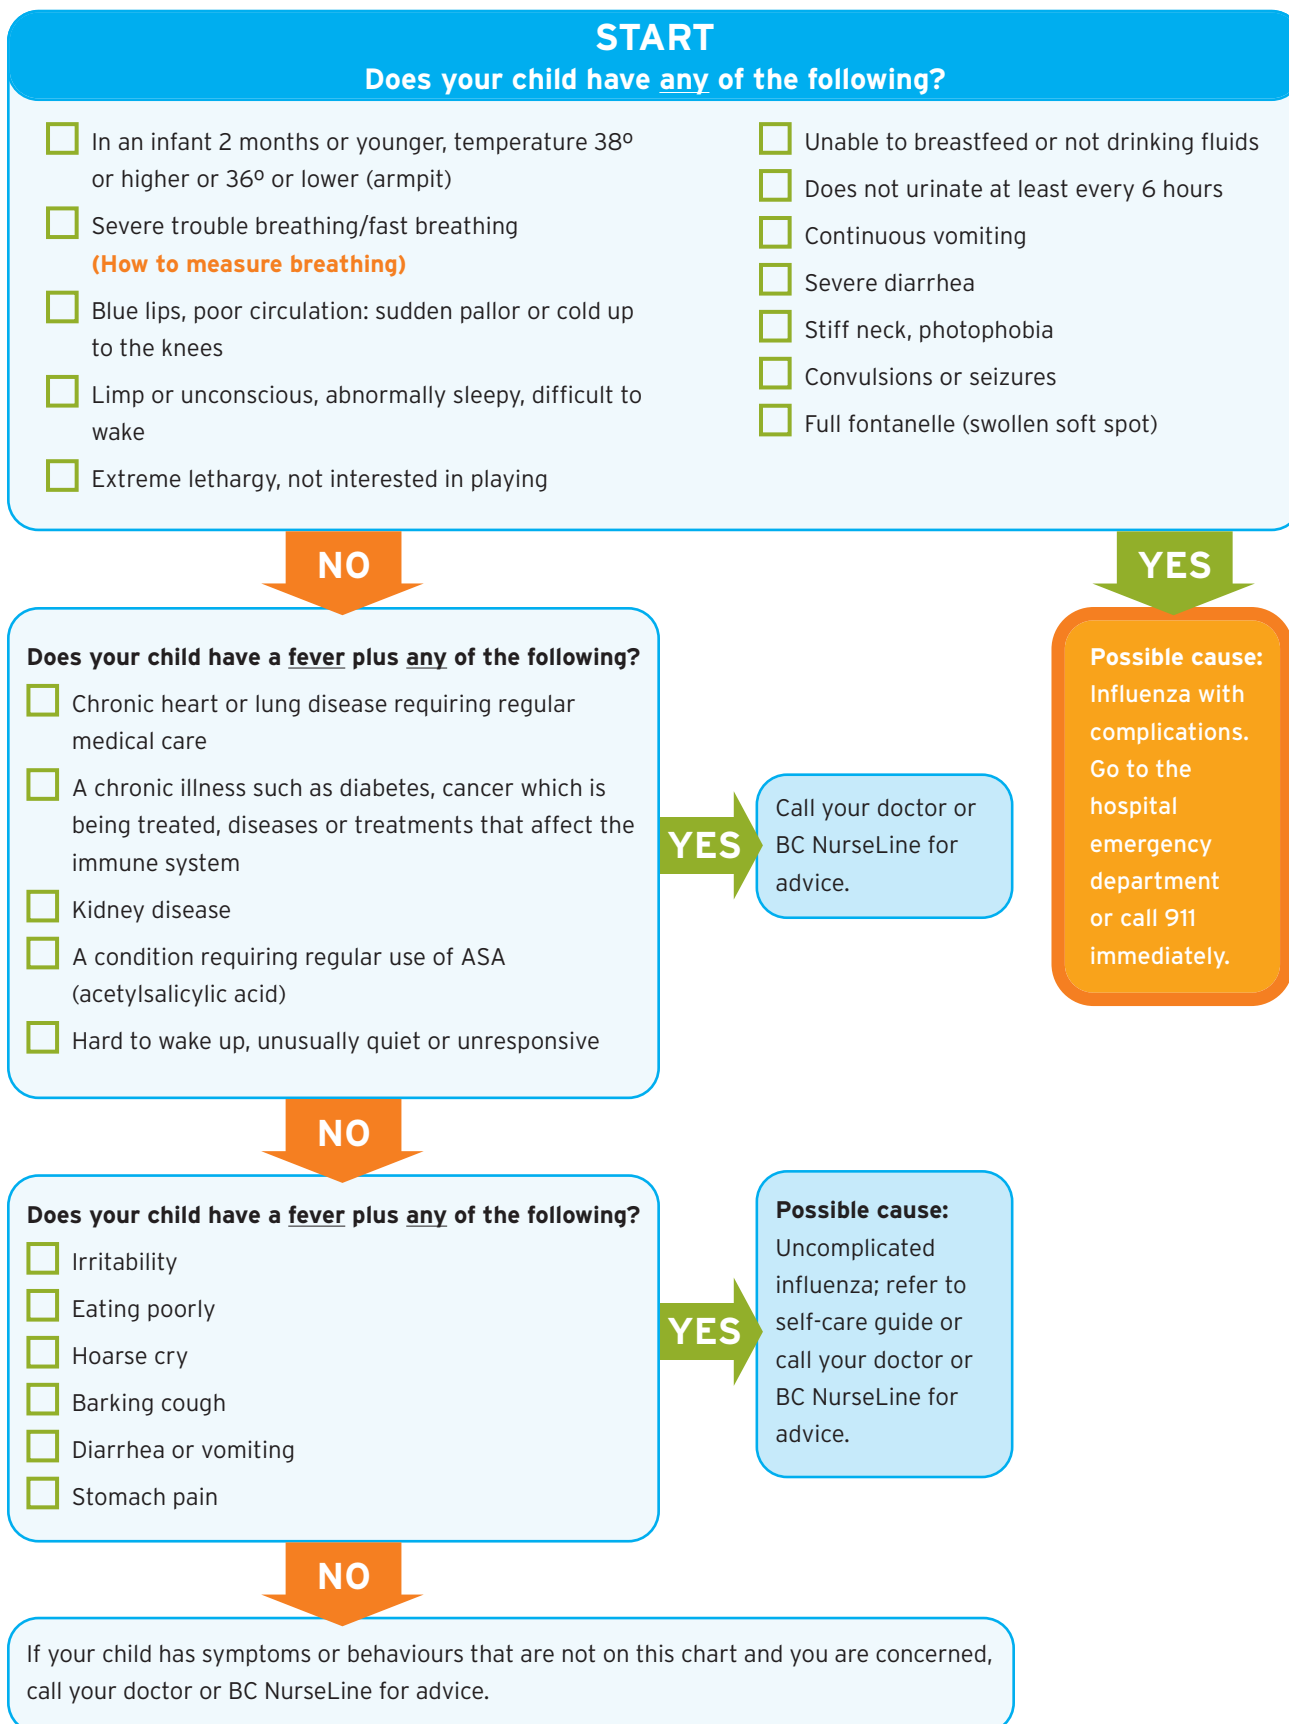 START
Does your child have any of the following?
In an infant 2 months or younger, temperature 38º
or higher or 36º or lower (armpit)
Severe trouble breathing/fast breathing
(How to measure breathing)
Blue lips, poor circulation: sudden pallor or cold up
to the knees
Limp or unconscious, abnormally sleepy, difficult to
wake
Extreme lethargy, not interested in playing
Unable to breastfeed or not drinking fluids
Does not urinate at least every 6 hours
Continuous vomiting
Severe diarrhea
Stiff neck, photophobia
Convulsions or seizures
Full fontanelle (swollen soft spot)
NO
YES
Does your child have a fever plus any of the following?
Chronic heart or lung disease requiring regular
medical care
A chronic illness such as diabetes, cancer which is
being treated, diseases or treatments that affect the
immune system
Kidney disease
A condition requiring regular use of ASA
(acetylsalicylic acid)
Hard to wake up, unusually quiet or unresponsive
YES
Call your doctor or
BC NurseLine for
advice.
Possible cause:
Influenza with
complications.
Go to the
hospital
emergency
department
or call 911
immediately.
NO
Does your child have a fever plus any of the following?
Irritability
Eating poorly
Hoarse cry
Barking cough
Diarrhea or vomiting
Stomach pain
YES
Possible cause:
Uncomplicated
influenza; refer to
self-care guide or
call your doctor or
BC NurseLine for
advice.
NO
If your child has symptoms or behaviours that are not on this chart and you are concerned,
call your doctor or BC NurseLine for advice.